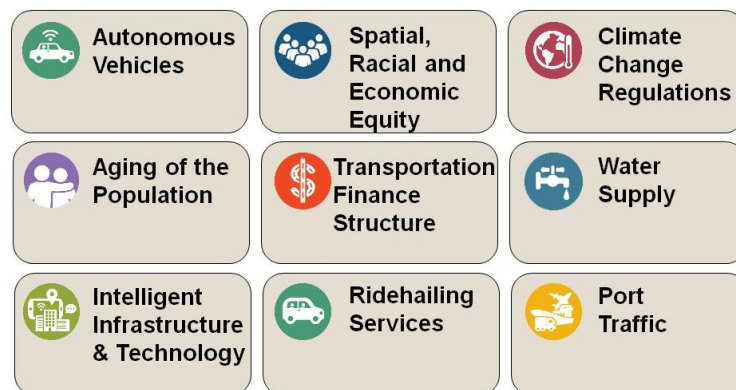 Autonomous
Vehicles
Spatial,
Racial and
Economic
Equity
Climate
Change
Regulations
Aging of the
Population
Transportation
Finance
Structure
Water
Supply
Intelligent
Infrastructure
& Technology
Ridehailing
Services
Port
Traffic